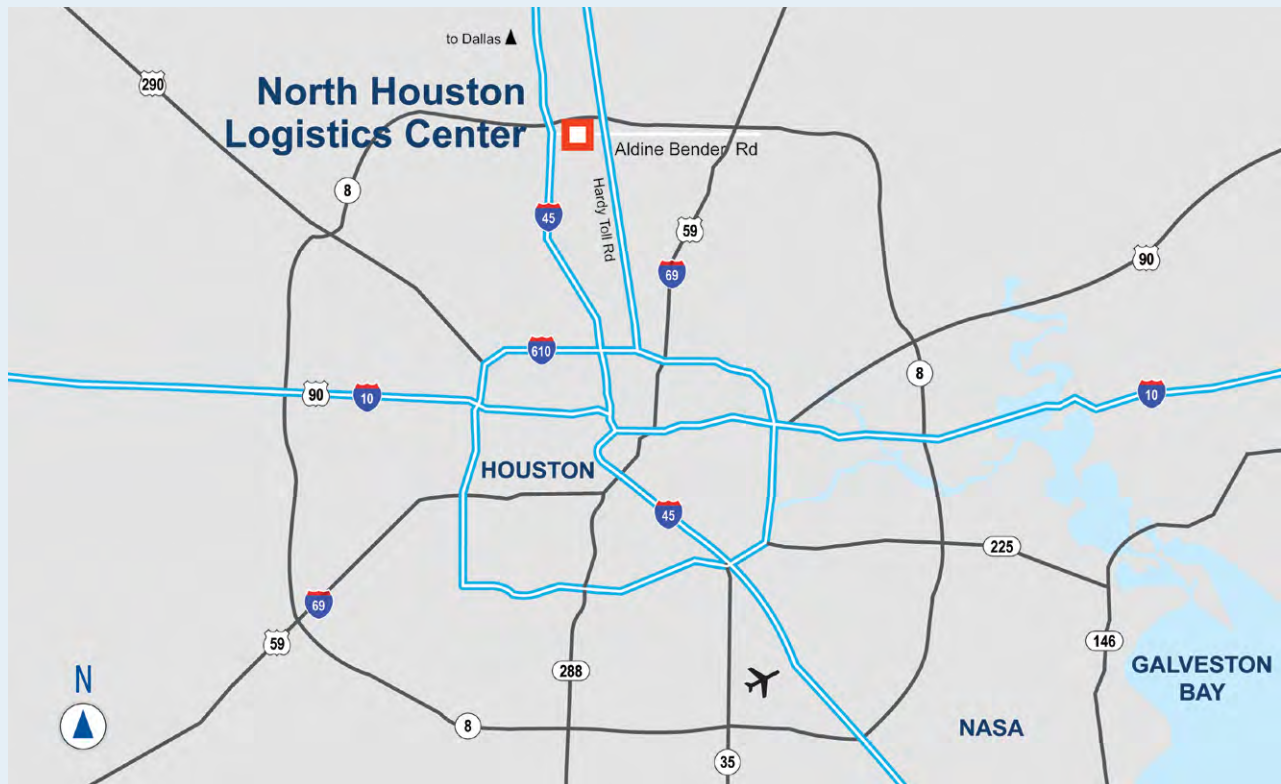 to Dallas
290
North Houston
Logistics Center
Aldine Bender Rd
8
45
Hardy Toll Rd
59
69
90
610
8
90
10
10
HOUSTON
45
225
69
59
146
288
GALVESTON
BAY
N
8
NASA
35